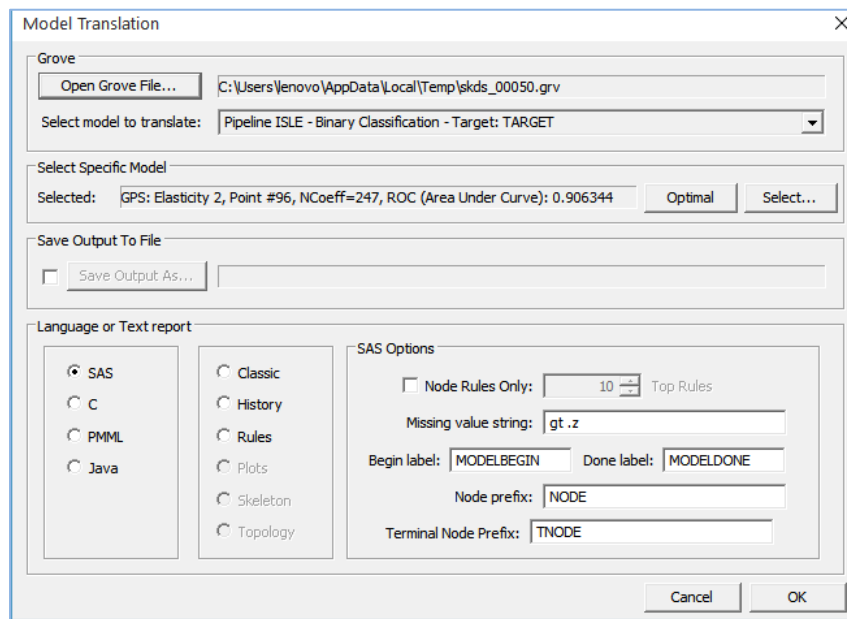 Model Translation
Grove
Open Grove File... C:\Users\lenovo\AppData\Local\Temp\skds_00050.grv
Select model to translate: Pipeline ISLE - Binary Classification - Target: TARGET
Select Specific Model
Selected: GPS: Elasticity 2, Point #96, NCoeff=247, ROC (Area Under Curve): 0.906344 Optimal Select...
Save Output To File
Save Output As...
Language or Text report
SAS
C
PMML
Java
Classic
History
Rules
Plots
Skeleton
Topology
SAS Options
Node Rules Only: 10 Top Rules
Missing value string: gt .z
Begin label: MODELBEGIN Done label: MODELDONE
Node prefix: NODE
Terminal Node Prefix: TNODE
Cancel OK